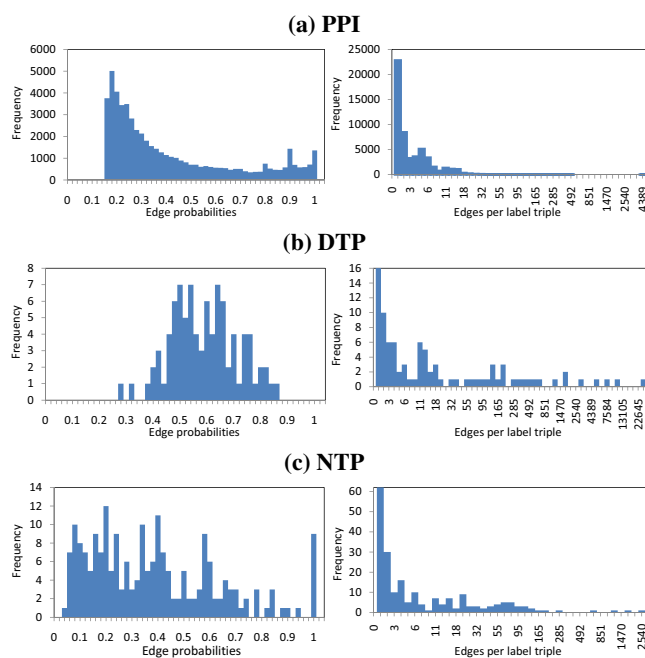 (a) PPI
Frequency
6000
5000
4000
3000
2000
1000
0
0 0.1 0.2 0.3 0.4 0.5 0.6 0.7 0.8 0.9 1
Edge probabilities
Frequency
25000
20000
15000
10000
5000
0
0 3 6 11 18 32 55 95 165 285 492 851 1470 2540 4389
Edges per label triple
(b) DTP
Frequency
8
7
6
5
4
3
2
1
0
0 0.1 0.2 0.3 0.4 0.5 0.6 0.7 0.8 0.9 1
Edge probabilities
Frequency
16
14
12
10
8
6
4
2
0
0 3 6 11 18 32 55 95 165 285 492 851 1470 2540 4389 7584 13105 22645
Edges per label triple
(c) NTP
Frequency
14
12
10
8
6
4
2
0
0 0.1 0.2 0.3 0.4 0.5 0.6 0.7 0.8 0.9 1
Edge probabilities
Frequency
60
50
40
30
20
10
0
0 3 6 11 18 32 55 95 165 285 492 851 1470 2540
Edges per label triple